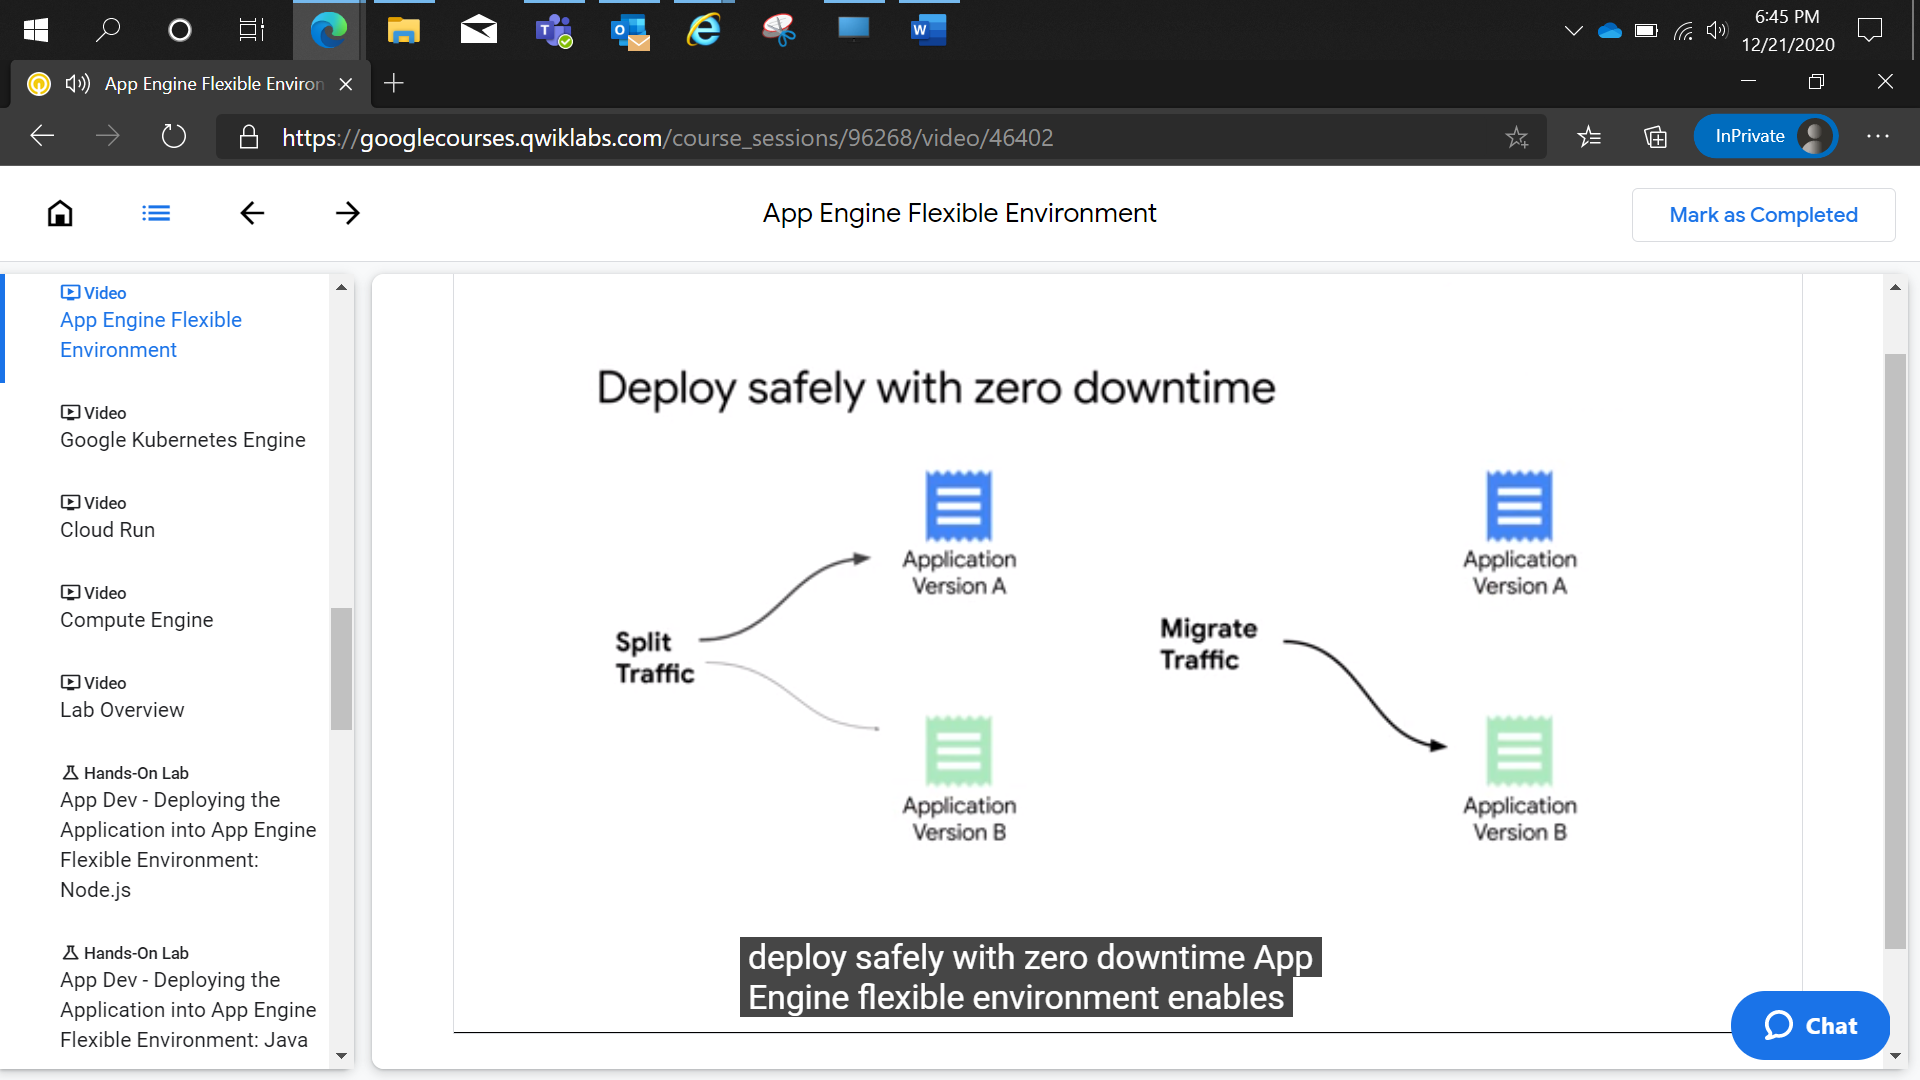 6:45 PM
12/21/2020
App Engine Flexible Environ
https://googlecourses.qwiklabs.com/course_sessions/96268/video/46402
InPrivate
App Engine Flexible Environment
Mark as Completed
Video
App Engine Flexible
Environment
Video
Google Kubernetes Engine
Video
Cloud Run
Video
Compute Engine
Video
Lab Overview
Hands-On Lab
App Dev - Deploying the
Application into App Engine
Flexible Environment:
Node.js
Hands-On Lab
App Dev - Deploying the
Application into App Engine
Flexible Environment: Java
Deploy safely with zero downtime
Split
Traffic
Application
Version A
Application
Version B
Migrate
Traffic
Application
Version A
Application
Version B
deploy safely with zero downtime App
Engine flexible environment enables
Chat